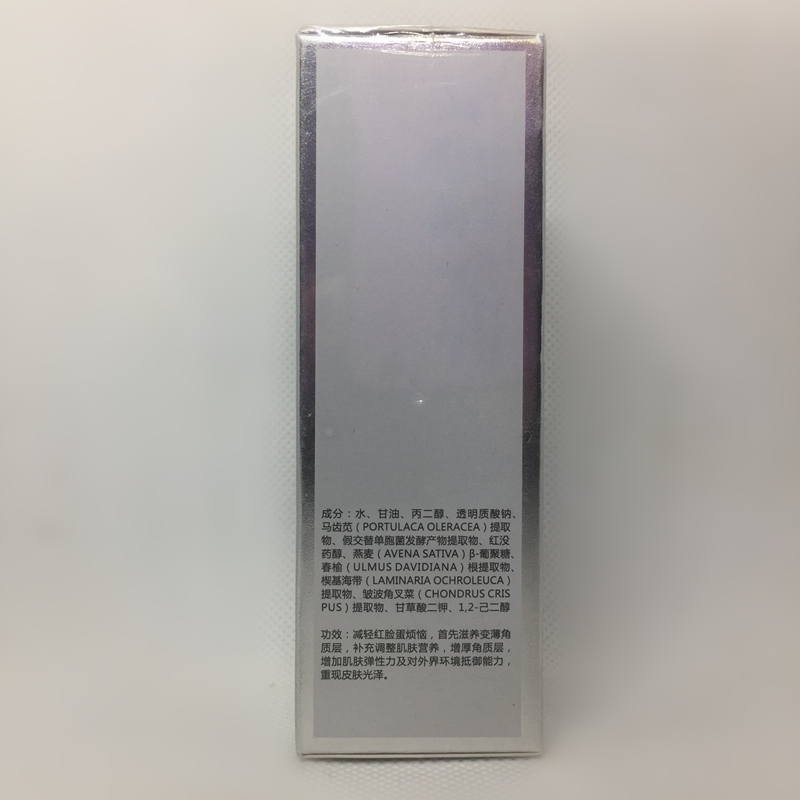 成分：水、甘油、丙二醇、透明质酸钠、
马齿苋（PORTULACA OLERACEA）提取
物、假交替单胞菌发酵产物提取物、红没
药醇、燕麦（AVENA SATIVA）β-葡聚糖、
春榆（ULMUS DAVIDIANA）根提取物、
楔基海带（LAMINARIA OCHROLEUCA）
提取物、皱波角叉菜（CHONDRUS CRIS
PUS）提取物、甘草酸二钾、1,2-己二醇
功效：减轻红脸蛋烦恼，首先滋养变薄角
质层，补充调整肌肤营养，增厚角质层，
增加肌肤弹性力及对外界环境抵御能力，
重现皮肤光泽。